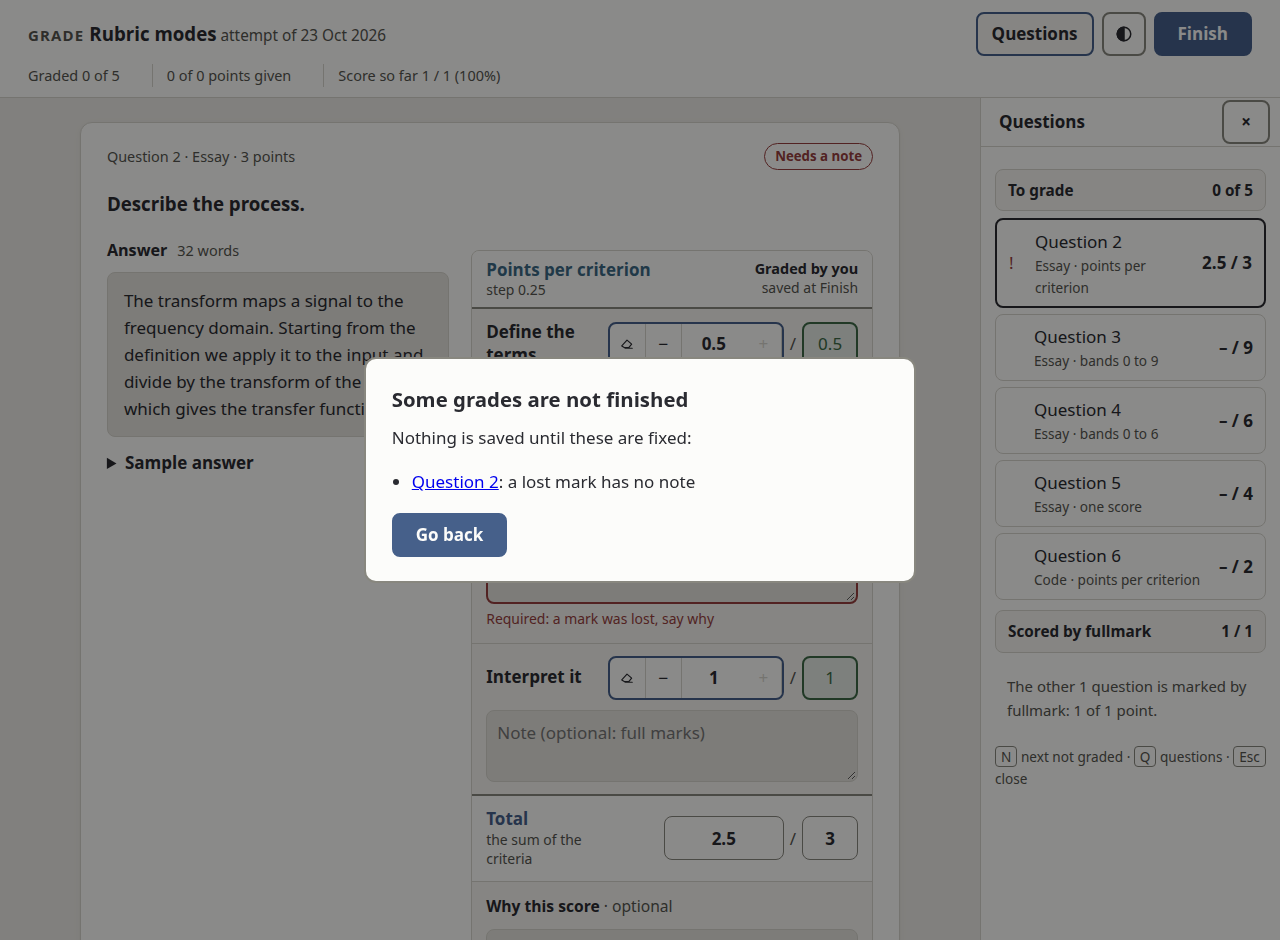 GRADE Rubric modes attempt of 23 Oct 2026
Questions
Finish
Graded 0 of 5
0 of 0 points given
Score so far 1 / 1 (100%)
Question 2 · Essay · 3 points
Needs a note
Describe the process.
Answer 32 words
The transform maps a signal to the
frequency domain. Starting from the
definition we apply it to the input and
divide by the transform of the
which gives the transfer functi
Sample answer
Points per criterion
step 0.25
Graded by you
saved at Finish
Define the
terms
− 0.5 + / 0.5
Some grades are not finished
Nothing is saved until these are fixed:
• Question 2: a lost mark has no note
Go back
Required: a mark was lost, say why
Interpret it
− 1 + / 1
Note (optional: full marks)
Total
the sum of the
criteria
2.5 / 3
Why this score · optional
Questions
×
To grade 0 of 5
! Question 2
Essay · points per
criterion
2.5 / 3
Question 3
Essay · bands 0 to 9
– / 9
Question 4
Essay · bands 0 to 6
– / 6
Question 5
Essay · one score
– / 4
Question 6
Code · points per criterion
– / 2
Scored by fullmark 1 / 1
The other 1 question is marked by
fullmark: 1 of 1 point.
N next not graded · Q questions · Esc
close